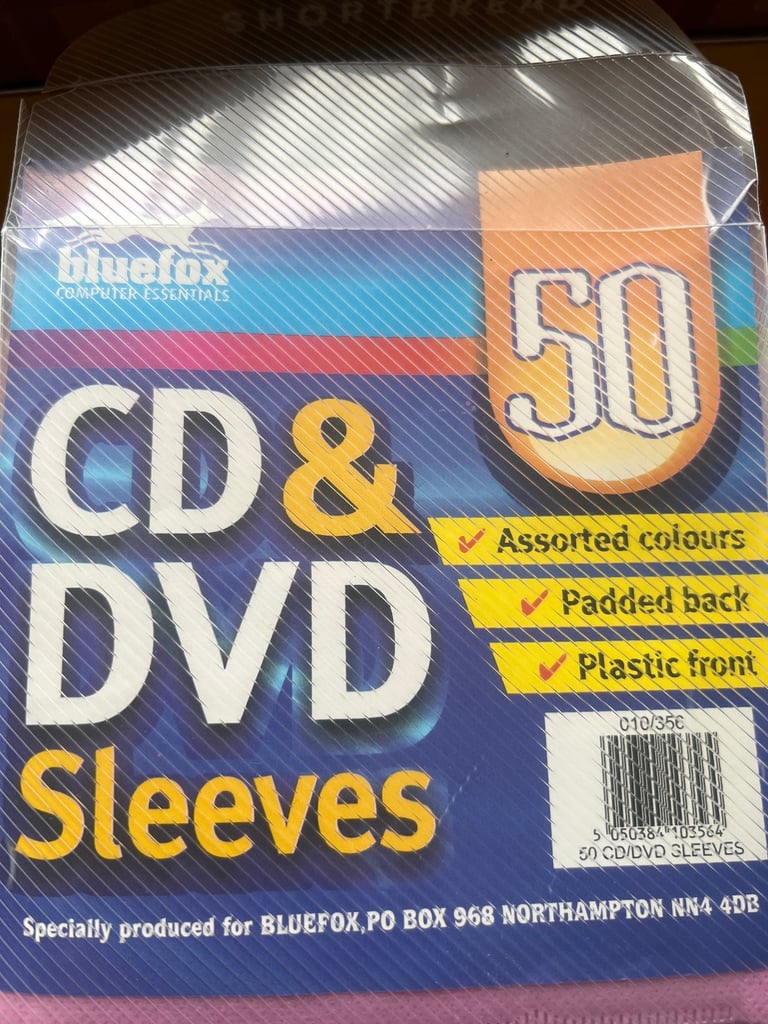 SHORTBREAD
bluefox
COMPUTER ESSENTIALS
50
CD &
DVD
Sleeves
Assorted colours
Padded back
Plastic front
010/356
5 050384 103564
50 CD/DVD SLEEVES
Specially produced for BLUEFOX,PO BOX 968 NORTHAMPTON NN4 4DB